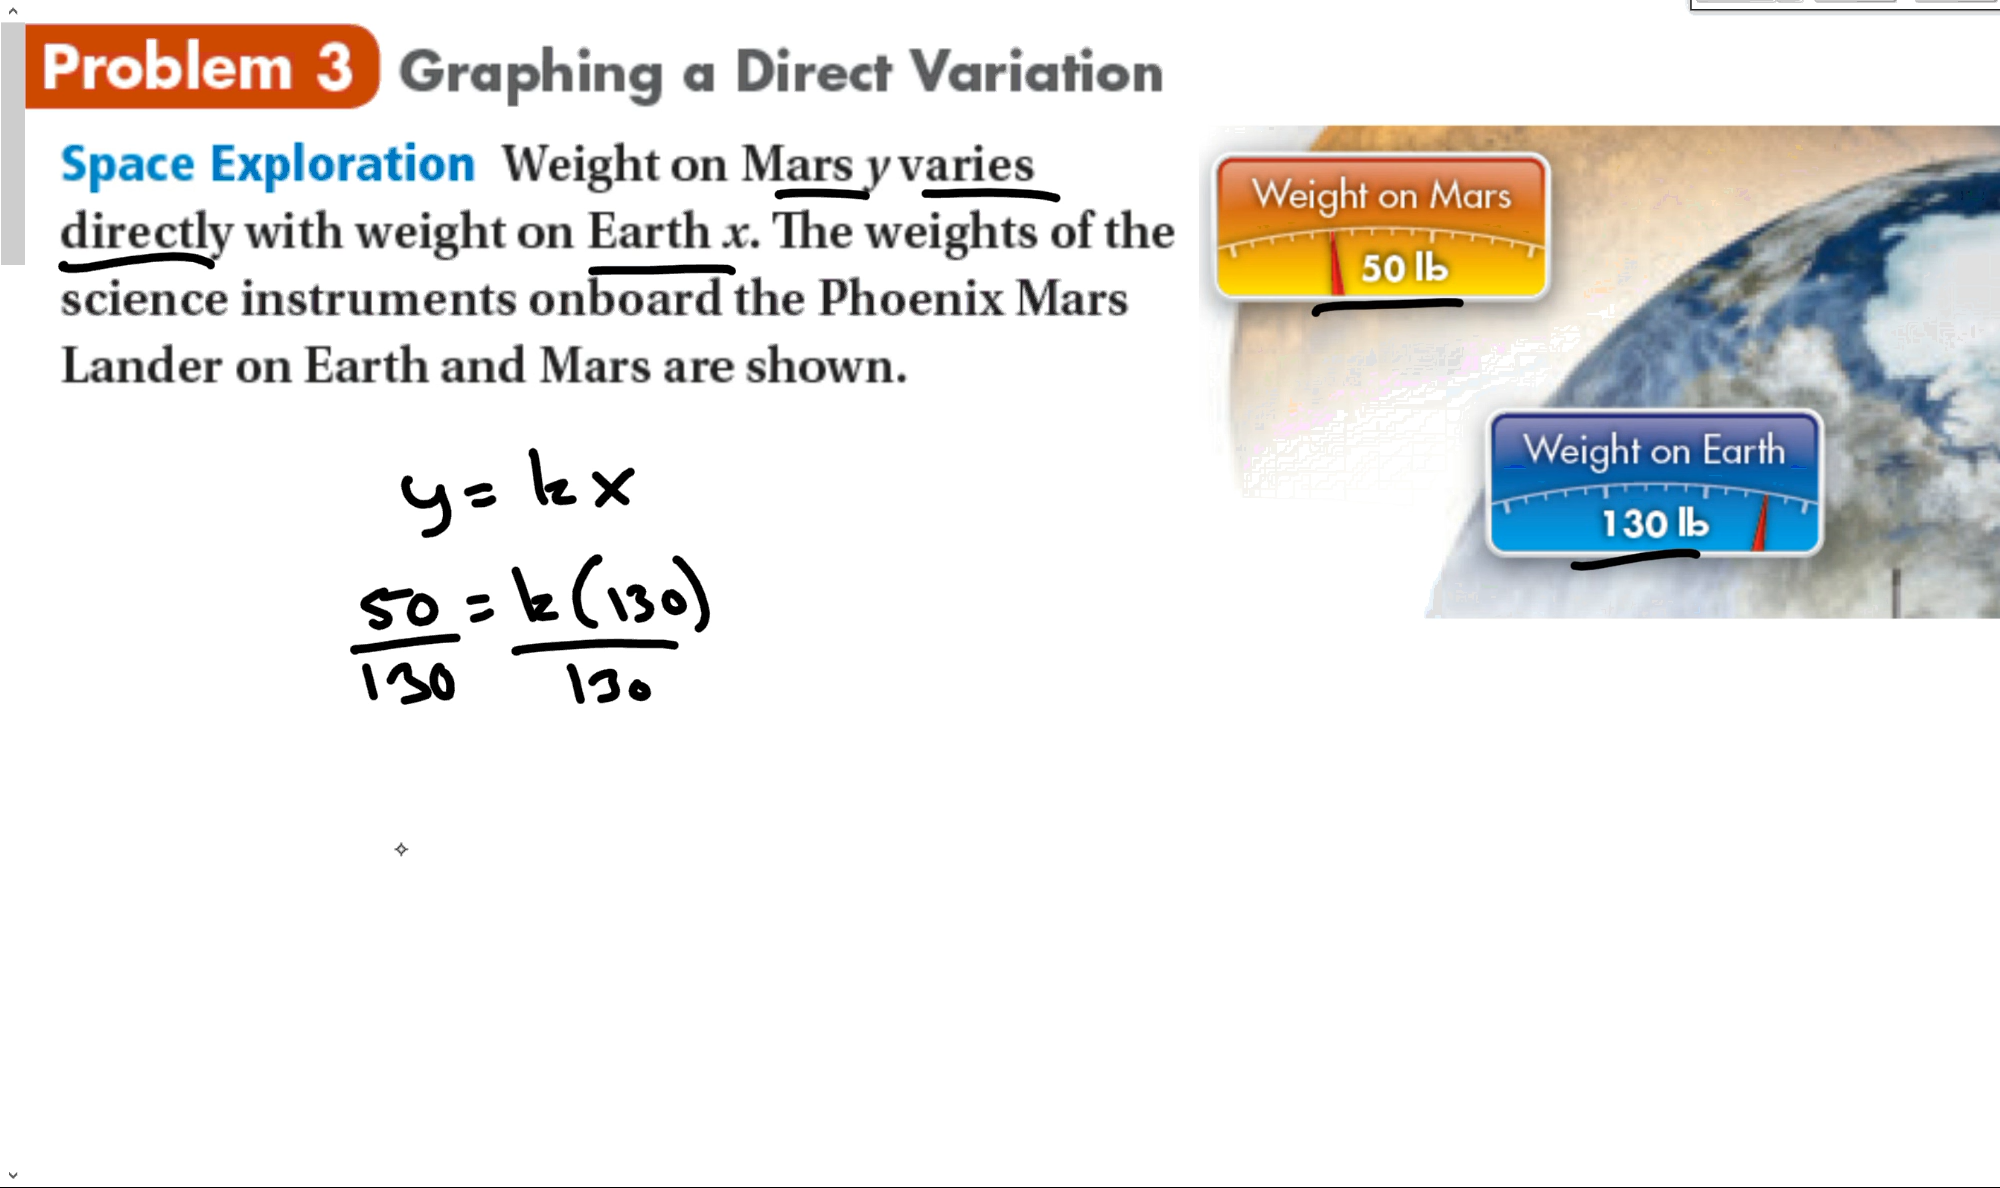 Problem 3 Graphing a Direct Variation
Space Exploration Weight on Mars y varies
directly with weight on Earth x. The weights of the
science instruments onboard the Phoenix Mars
Lander on Earth and Mars are shown.
Weight on Mars
50 lb
Weight on Earth
130 lb
y = kx
50 = k(130)
130 130